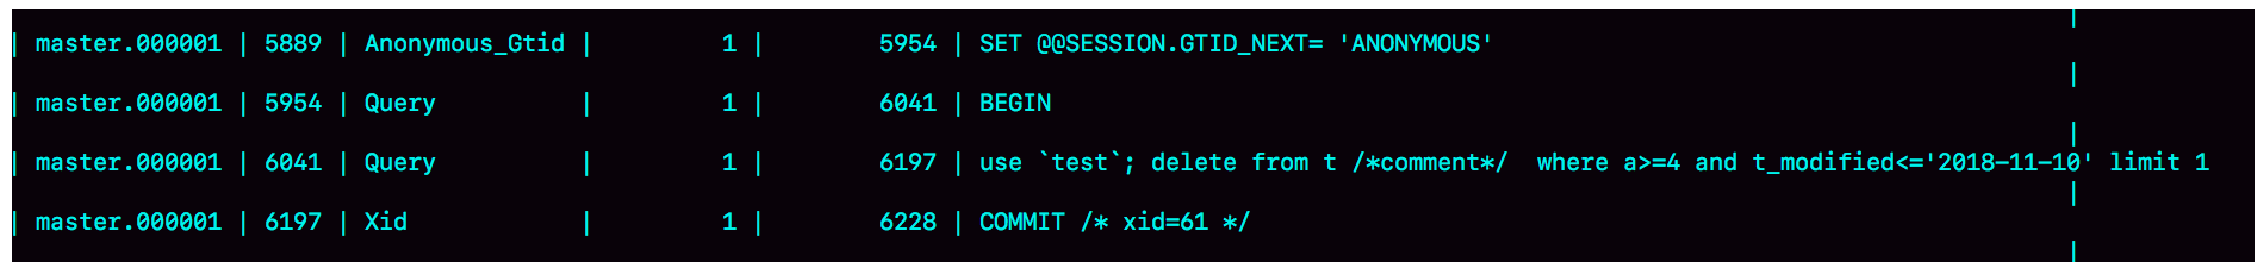 | master.000001 | 5889 | Anonymous_Gtid | 1 | 5954 | SET @@SESSION.GTID_NEXT= 'ANONYMOUS' |
| master.000001 | 5954 | Query | 1 | 6041 | BEGIN |
| master.000001 | 6041 | Query | 1 | 6197 | use `test`; delete from t /*comment*/  where a>=4 and t_modified<='2018-11-10' limit 1 |
| master.000001 | 6197 | Xid | 1 | 6228 | COMMIT /* xid=61 */ |